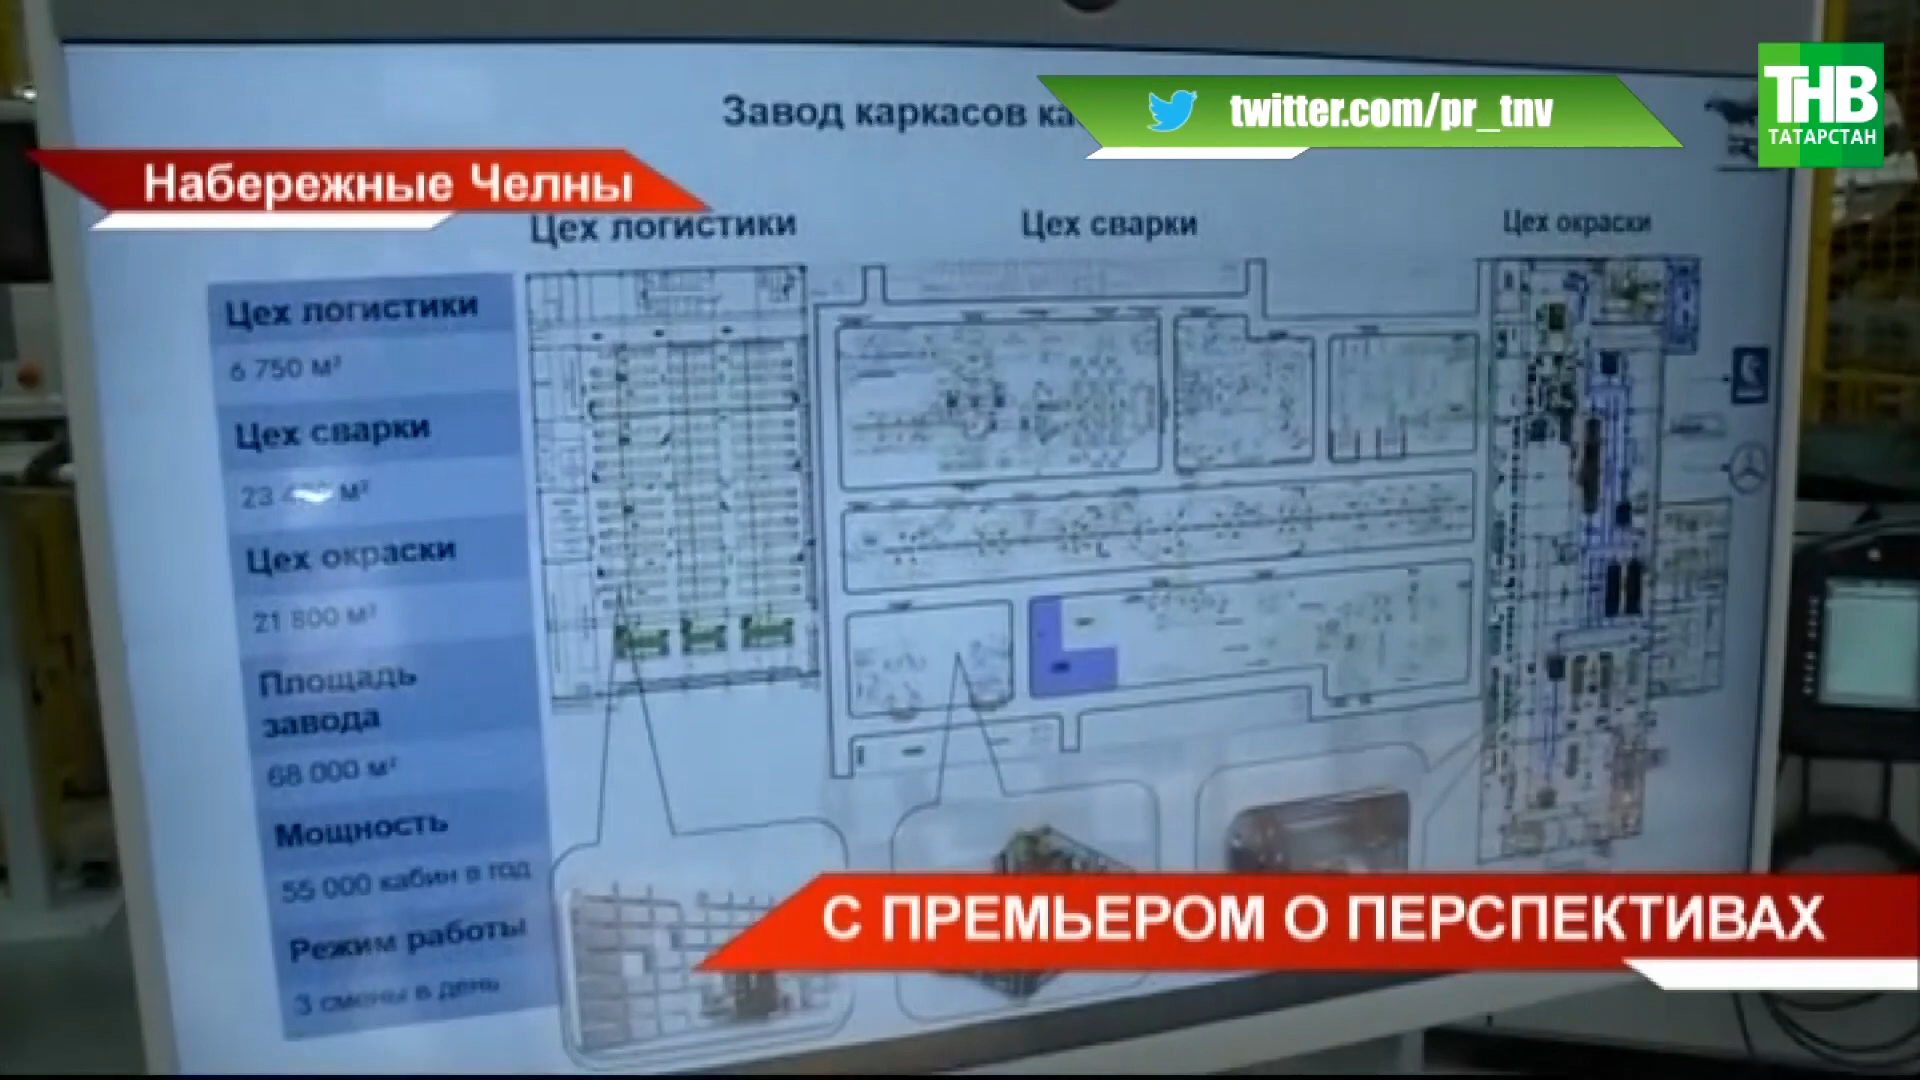 Завод каркасов
twitter.com/pr_tnv
ТНВ
ТАТАРСТАН
Набережные Челны
Цех логистики
Цех сварки
Цех окраски
Цех логистики
6 750 м²
Цех сварки
23 м²
Цех окраски
21 800 м²
Площадь
завода
68 000 м²
Мощность
55 000 кабин в год
Режим работы
3 смены в день
С ПРЕМЬЕРОМ О ПЕРСПЕКТИВАХ